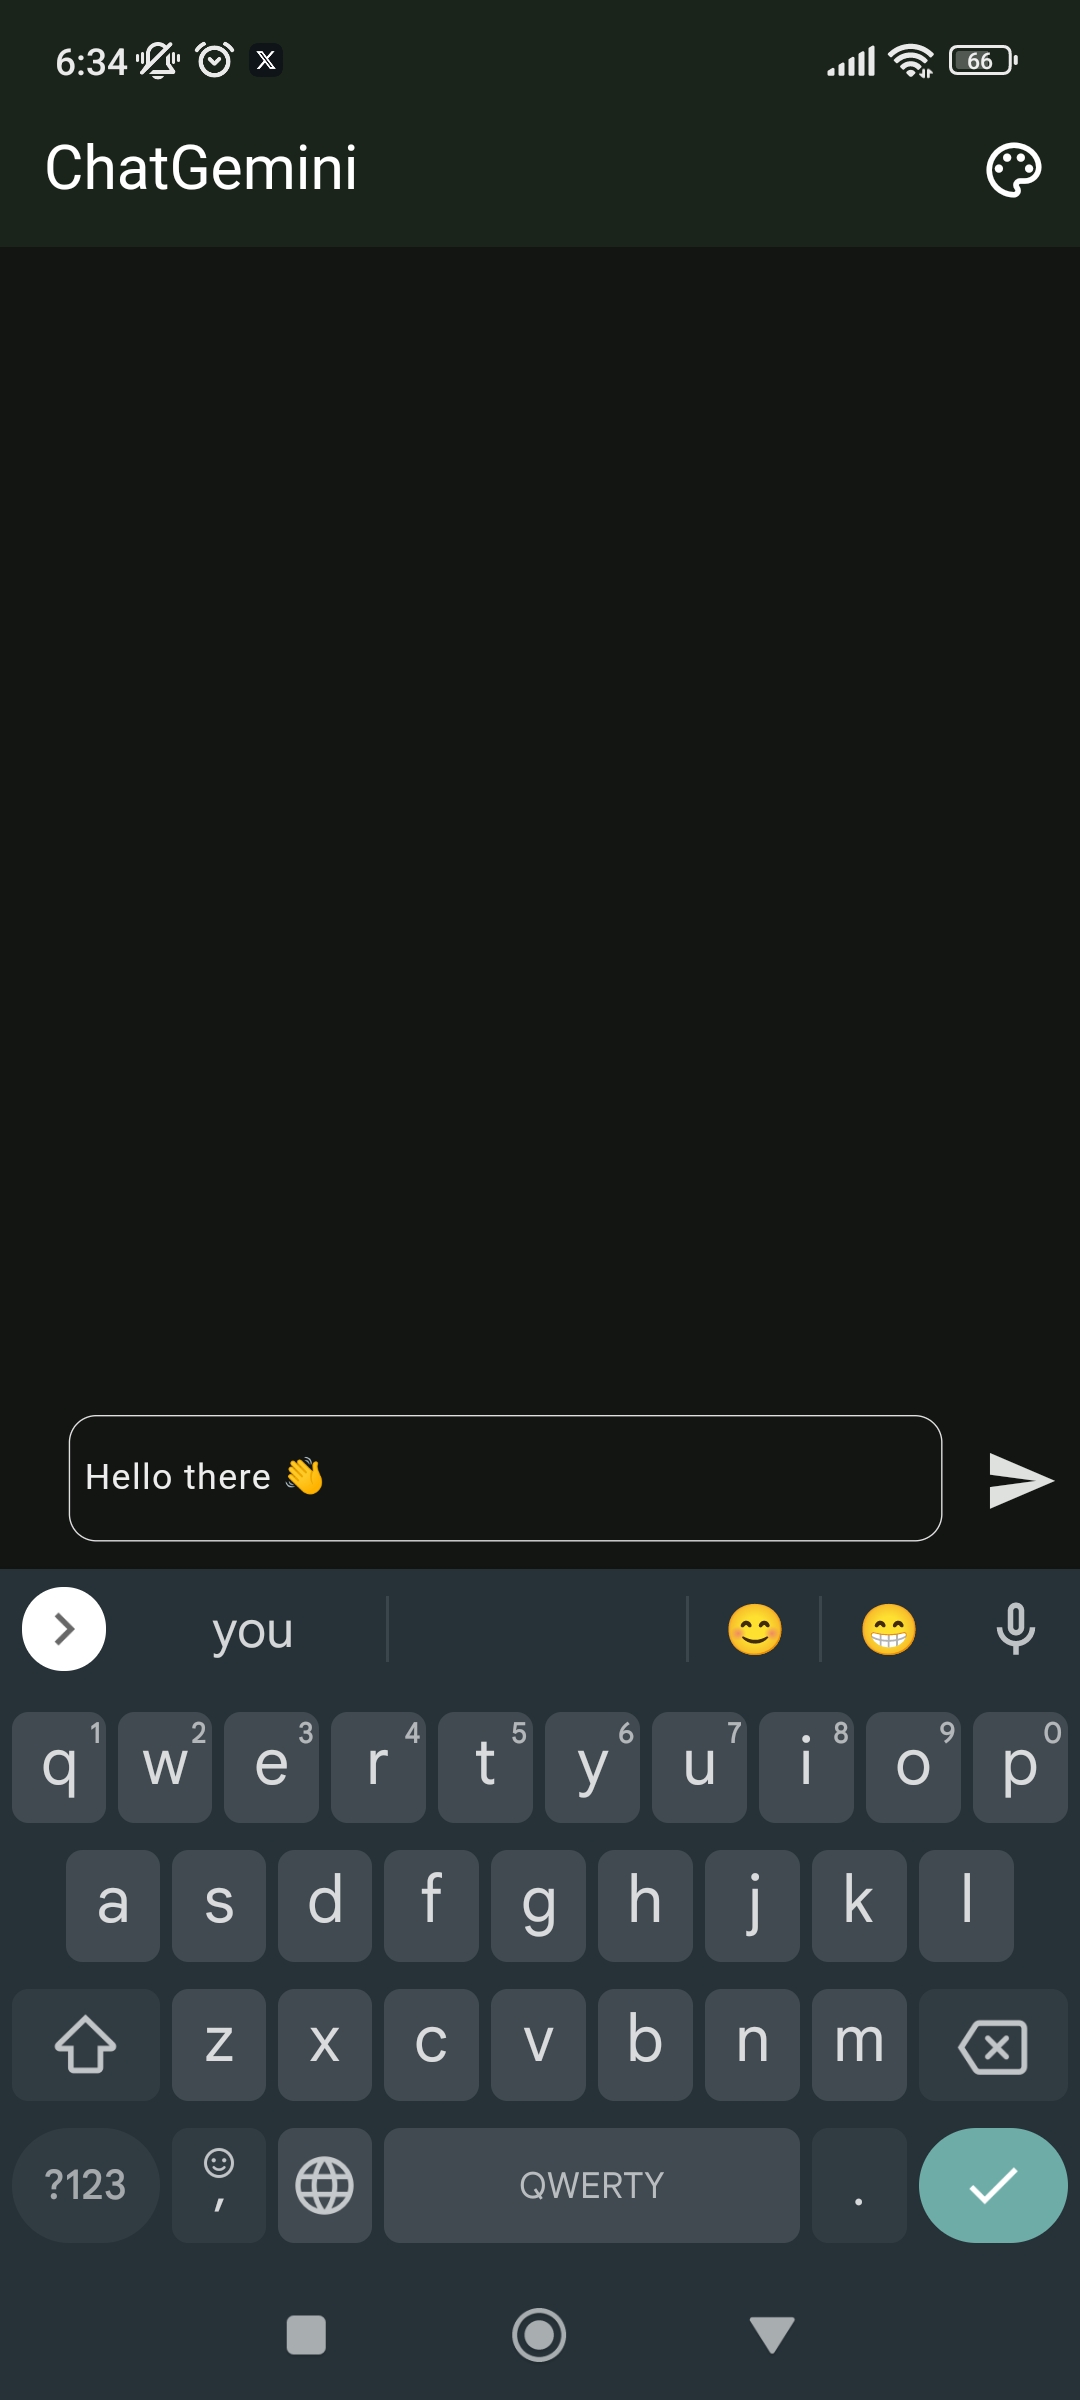 6:34 66
ChatGemini
Hello there 👋
you 😊 😁
q 1 w 2 e 3 r 4 t 5 y 6 u 7 i 8 o 9 p 0
a s d f g h j k l
z x c v b n m
?123 , QWERTY .